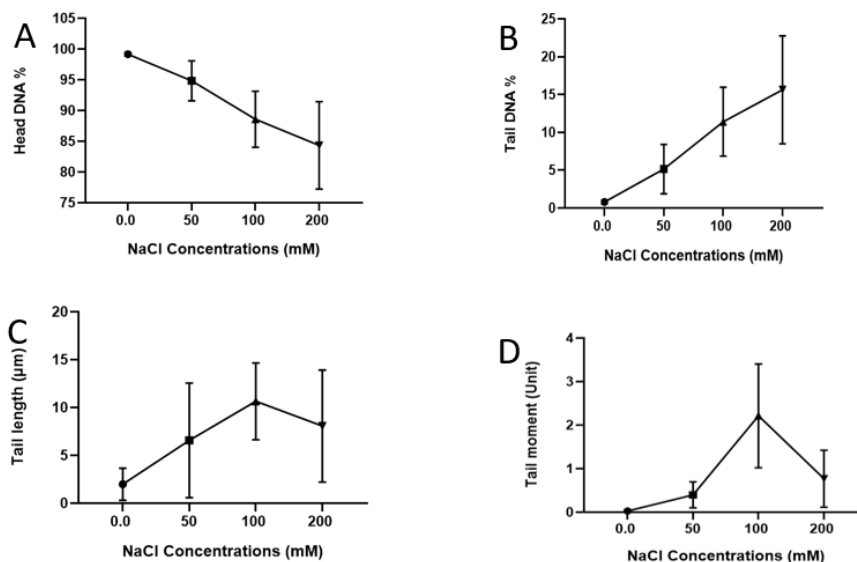 A
Head DNA %
105
100
95
90
85
80
75
0.0 50 100 200
NaCl Concentrations (mM)
B
Tail DNA %
25
20
15
10
5
0
0.0 50 100 200
NaCl Concentrations (mM)
C
Tail length (µm)
20
15
10
5
0
0.0 50 100 200
NaCl Concentrations (mM)
D
Tail moment (Unit)
4
3
2
1
0
0.0 50 100 200
NaCl Concentrations (mM)